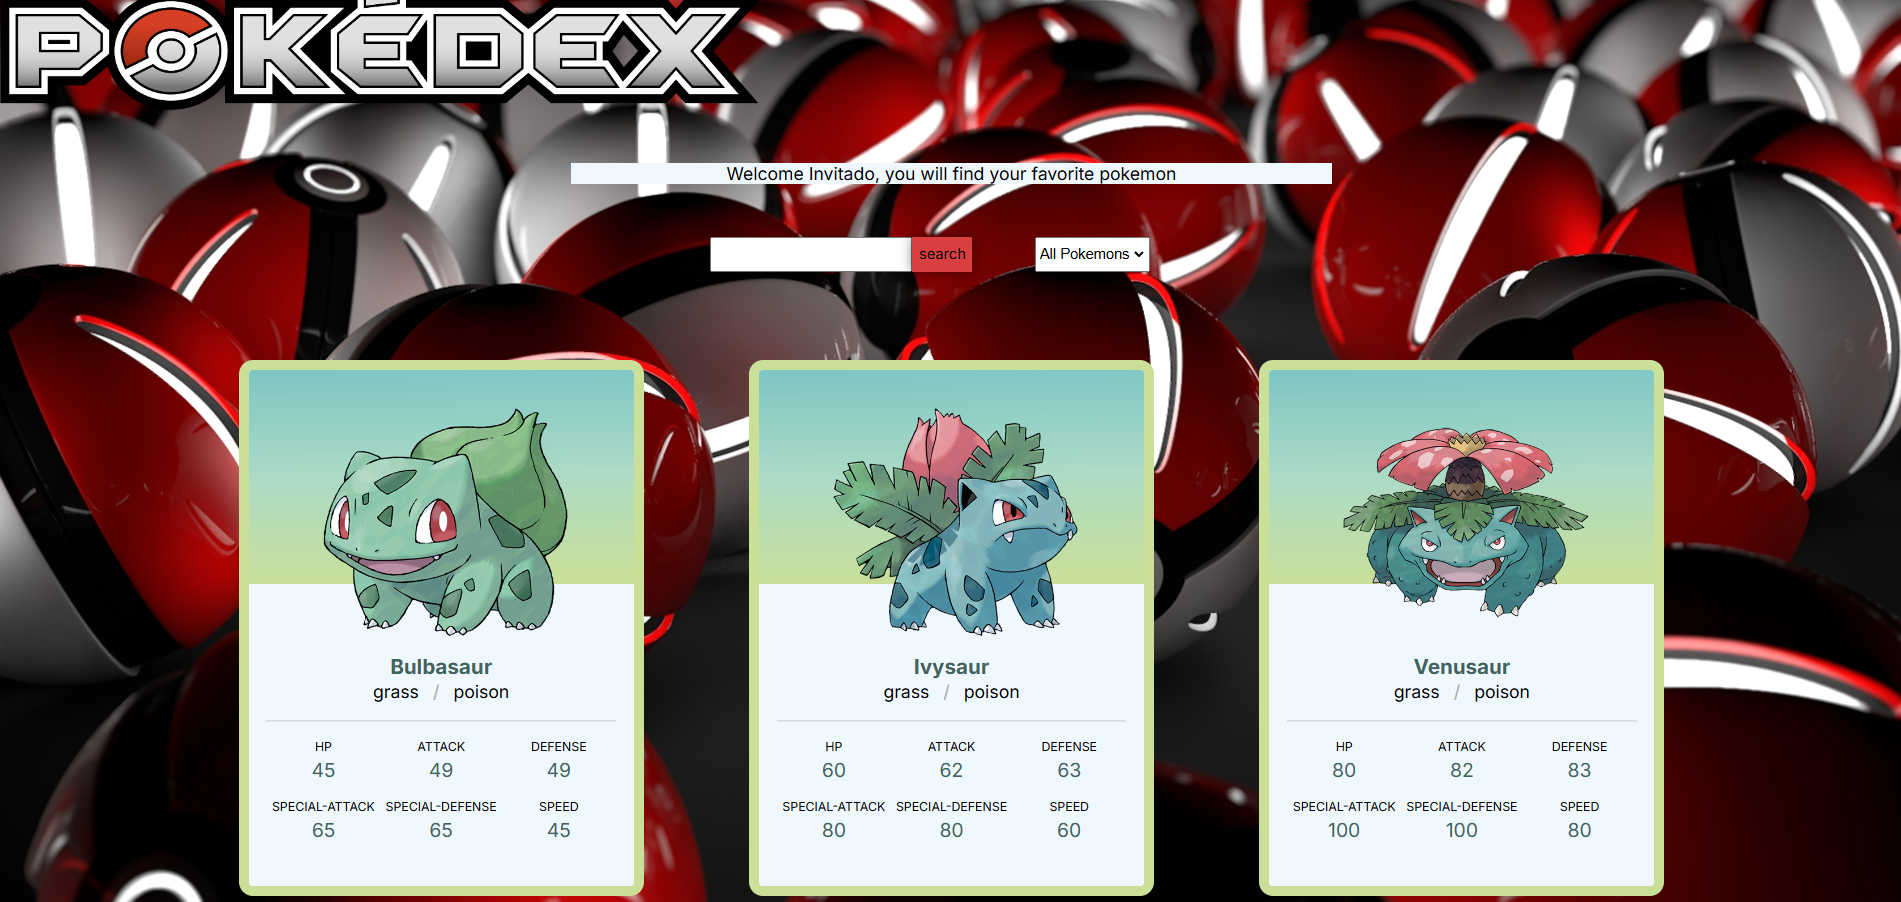 POKÉDEX
Welcome Invitado, you will find your favorite pokemon
search
All Pokemons
Bulbasaur
grass / poison
HP ATTACK DEFENSE
45 49 49
SPECIAL-ATTACK SPECIAL-DEFENSE SPEED
65 65 45
Ivysaur
grass / poison
HP ATTACK DEFENSE
60 62 63
SPECIAL-ATTACK SPECIAL-DEFENSE SPEED
80 80 60
Venusaur
grass / poison
HP ATTACK DEFENSE
80 82 83
SPECIAL-ATTACK SPECIAL-DEFENSE SPEED
100 100 80